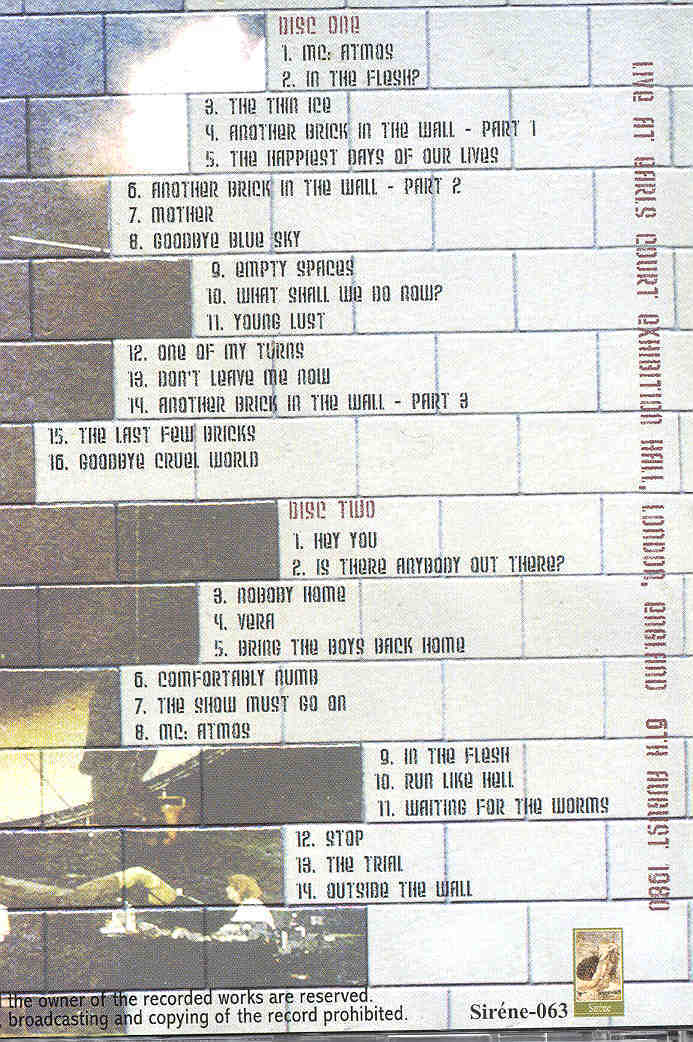 DISC ONE
1. MC: ATMOS
2. IN THE FLESH?
3. THE THIN ICE
4. ANOTHER BRICK IN THE WALL - PART 1
5. THE HAPPIEST DAYS OF OUR LIVES
6. ANOTHER BRICK IN THE WALL - PART 2
7. MOTHER
8. GOODBYE BLUE SKY
9. EMPTY SPACES
10. WHAT SHALL WE DO NOW?
11. YOUNG LUST
12. ONE OF MY TURNS
13. DON'T LEAVE ME NOW
14. ANOTHER BRICK IN THE WALL - PART 3
15. THE LAST FEW BRICKS
16. GOODBYE CRUEL WORLD
DISC TWO
1. HEY YOU
2. IS THERE ANYBODY OUT THERE?
3. NOBODY HOME
4. VERA
5. BRING THE BOYS BACK HOME
6. COMFORTABLY NUMB
7. THE SHOW MUST GO ON
8. MC: ATMOS
9. IN THE FLESH
10. RUN LIKE HELL
11. WAITING FOR THE WORMS
12. STOP
13. THE TRIAL
14. OUTSIDE THE WALL
LIVE AT EARLS COURT EXHIBITION HALL, LONDON, ENGLAND 6TH AUGUST 1980
the owner of the recorded works are reserved.
broadcasting and copying of the record prohibited.
Siréne-063
Siréne